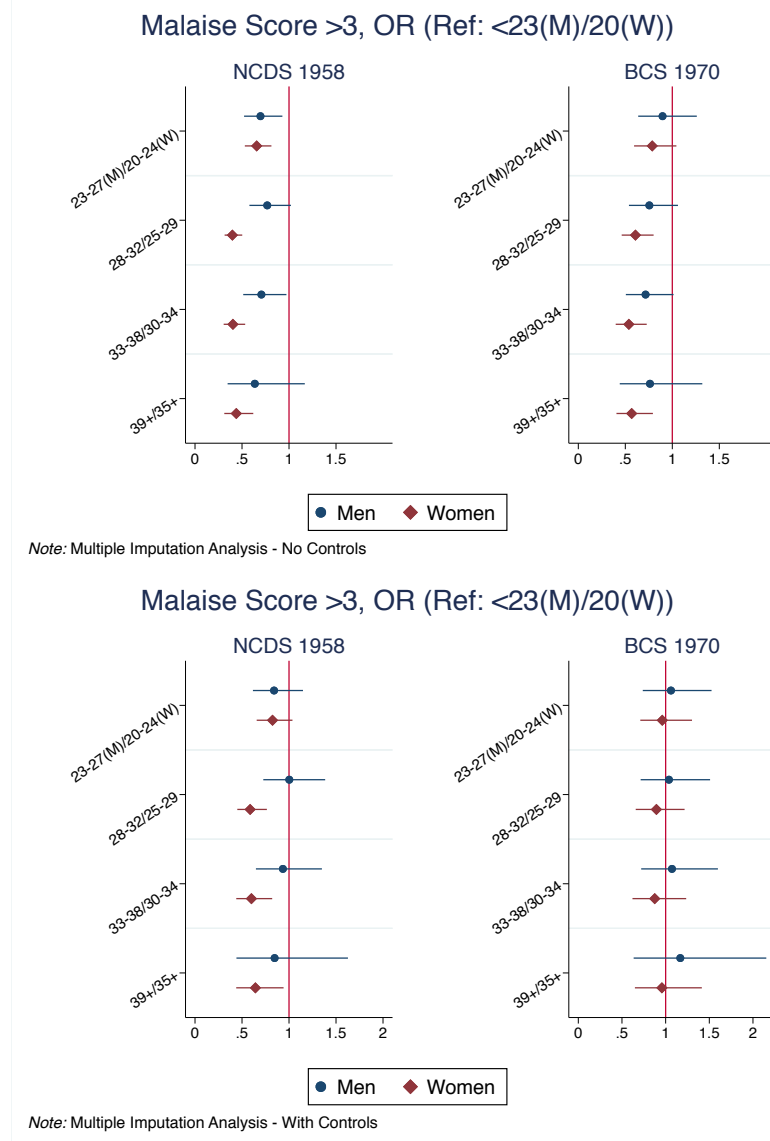 Malaise Score >3, OR (Ref: <23(M)/20(W))
NCDS 1958
BCS 1970
23-27(M)/20-24(W)
28-32/25-29
33-38/30-34
39+/35+
0 .5 1 1.5
23-27(M)/20-24(W)
28-32/25-29
33-38/30-34
39+/35+
0 .5 1 1.5
Men Women
Note: Multiple Imputation Analysis - No Controls
Malaise Score >3, OR (Ref: <23(M)/20(W))
NCDS 1958
BCS 1970
23-27(M)/20-24(W)
28-32/25-29
33-38/30-34
39+/35+
0 .5 1 1.5 2
23-27(M)/20-24(W)
28-32/25-29
33-38/30-34
39+/35+
0 .5 1 1.5 2
Men Women
Note: Multiple Imputation Analysis - With Controls